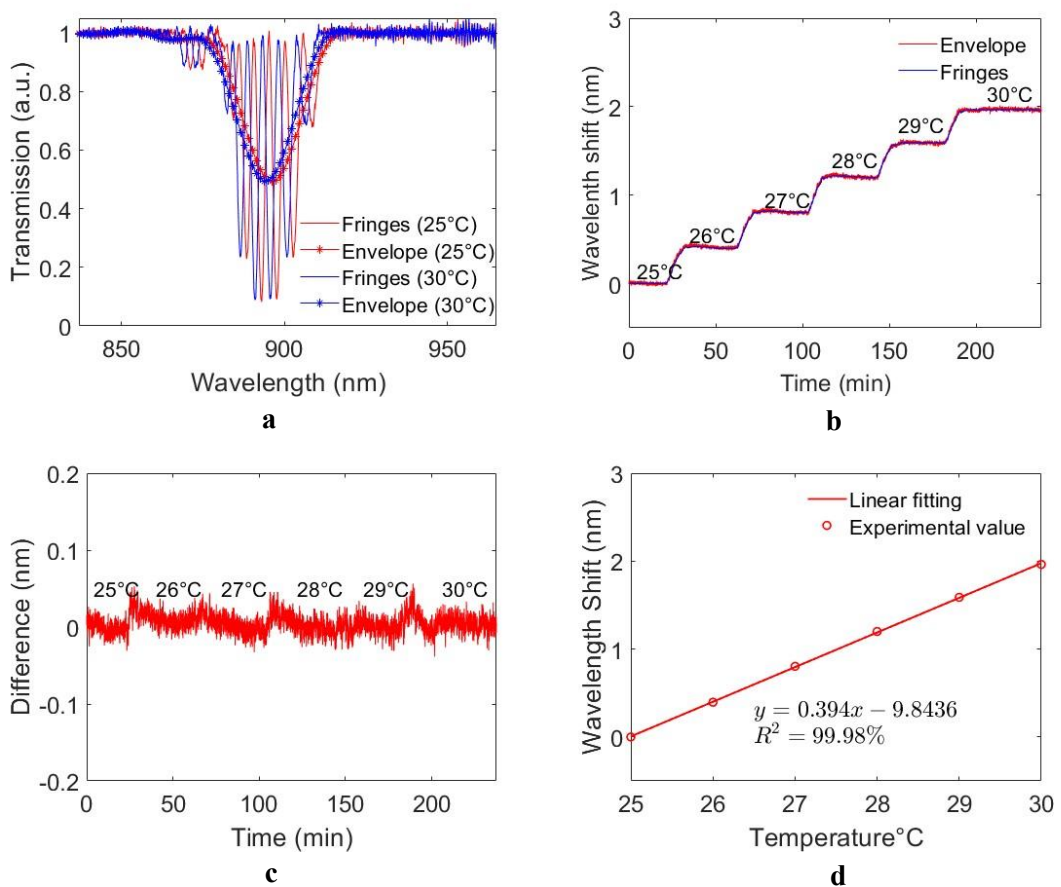 1
0.8
0.6
0.4
0.2
0
Transmission (a.u.)
Fringes (25°C)
Envelope (25°C)
Fringes (30°C)
Envelope (30°C)
850
900
950
Wavelength (nm)
a
3
2
1
0
Wavelenth shift (nm)
Envelope
Fringes
25°C
26°C
27°C
28°C
29°C
30°C
0
50
100
150
200
Time (min)
b
0.2
0.1
0
-0.1
-0.2
Difference (nm)
25°C 26°C 27°C 28°C 29°C 30°C
0
50
100
150
200
Time (min)
c
3
2
1
0
Wavelength Shift (nm)
Linear fitting
Experimental value
y = 0.394x − 9.8436
R² = 99.98%
25
26
27
28
29
30
Temperature°C
d